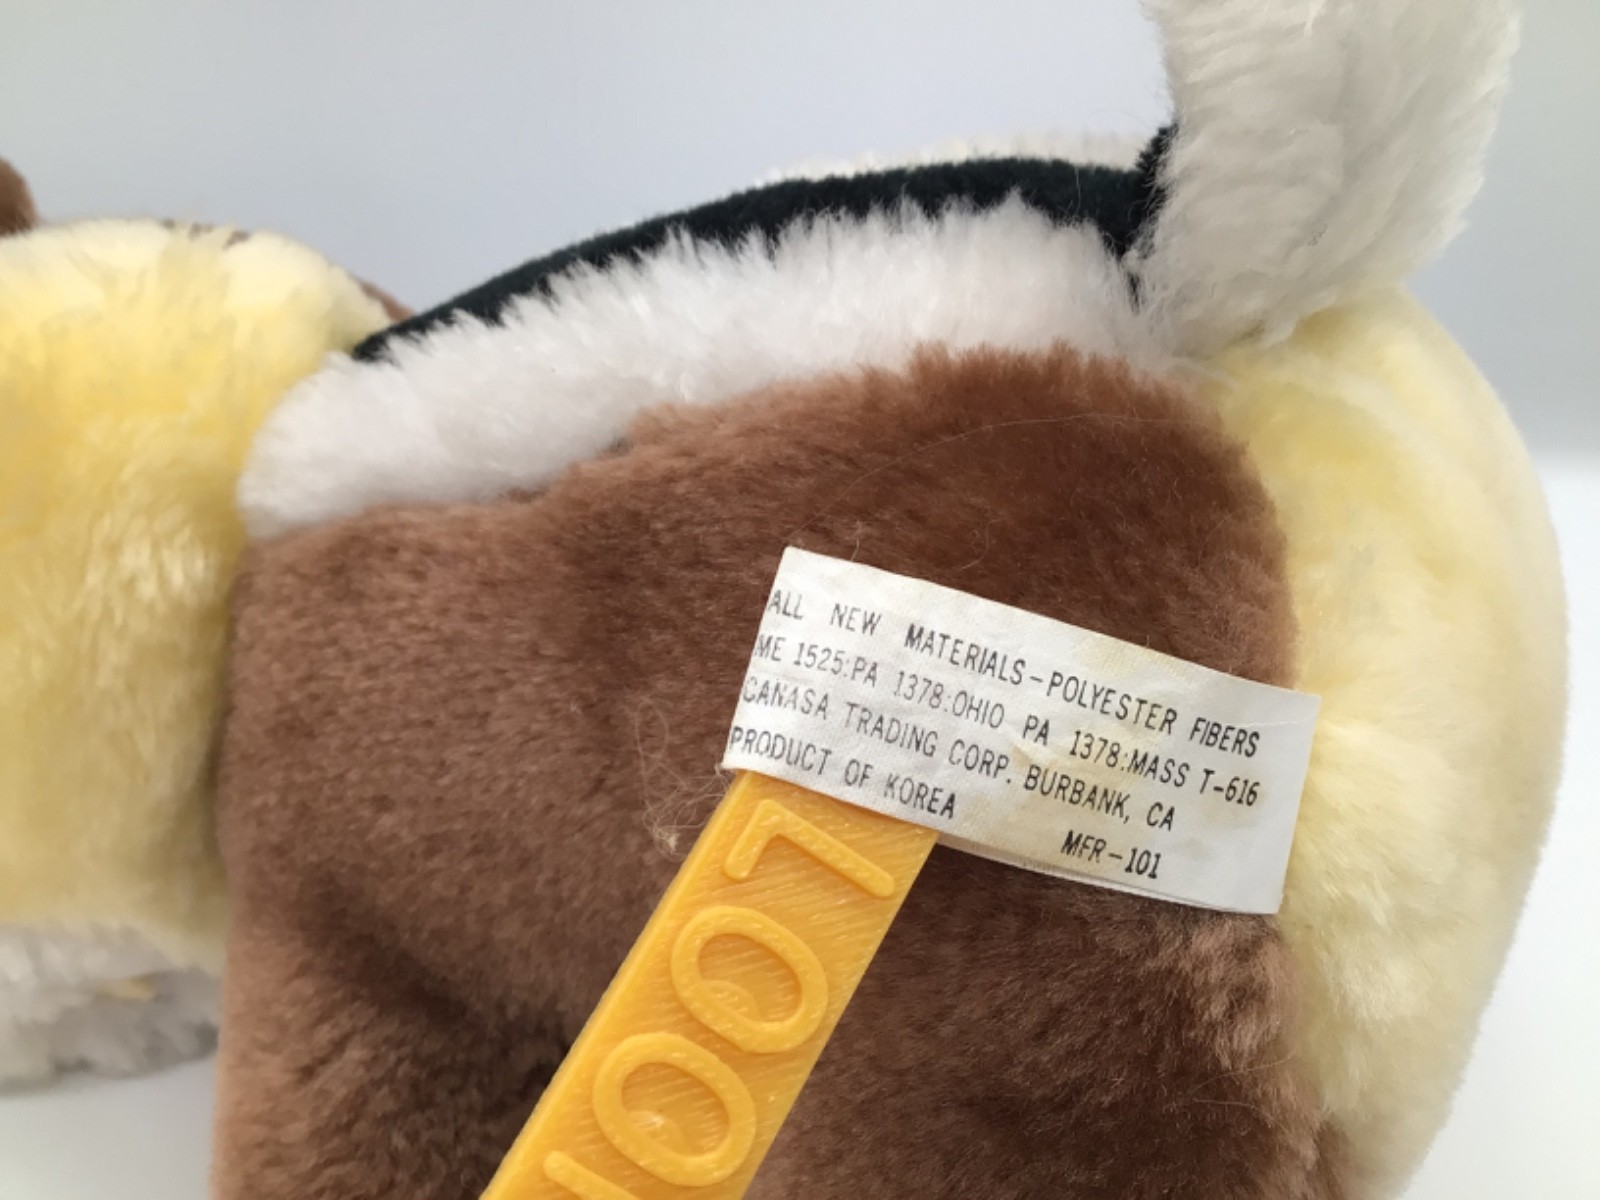 ALL NEW MATERIALS-POLYESTER FIBERS
ME 1525:PA 1378:OHIO PA 1378:MASS T-616
CANASA TRADING CORP. BURBANK, CA
PRODUCT OF KOREA MFR-101
LOO